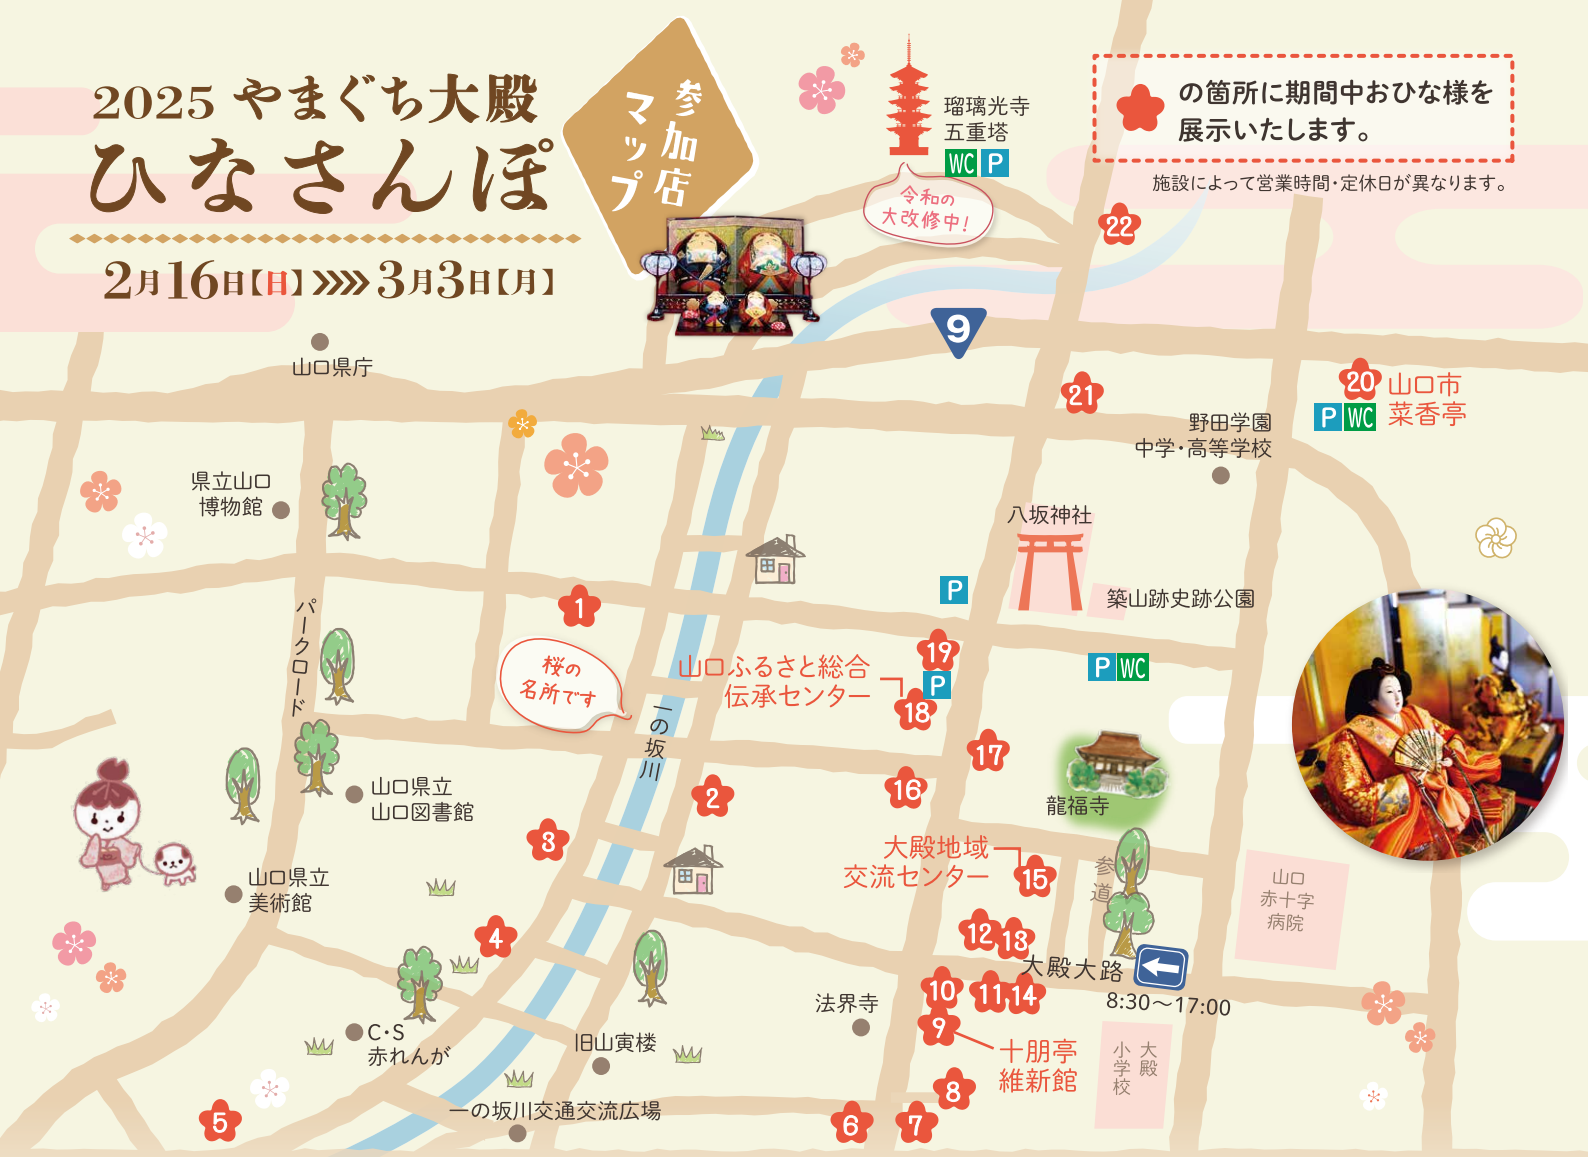 2025 やまぐち大殿
ひなさんぽ
参加店
マップ
2月16日【日】 3月3日【月】
の箇所に期間中おひな様を
展示いたします。
施設によって営業時間・定休日が異なります。
瑠璃光寺
五重塔
WC P
令和の
大改修中！
22
9
山口県庁
21
20
山口市
菜香亭
P WC
野田学園
中学・高等学校
県立山口
博物館
八坂神社
築山跡史跡公園
P
パークロード
1
桜の
名所です
19
山口ふるさと総合
伝承センター
P
18
P WC
一の坂川
17
16
2
龍福寺
山口県立
山口図書館
3
大殿地域
交流センター
15
参道
山口
赤十字
病院
山口県立
美術館
4
12
13
大殿大路
8:30〜17:00
10
11
14
法界寺
9
十朋亭
維新館
大殿
小学校
C・S
赤れんが
旧山寅楼
8
一の坂川交通交流広場
5
6
7